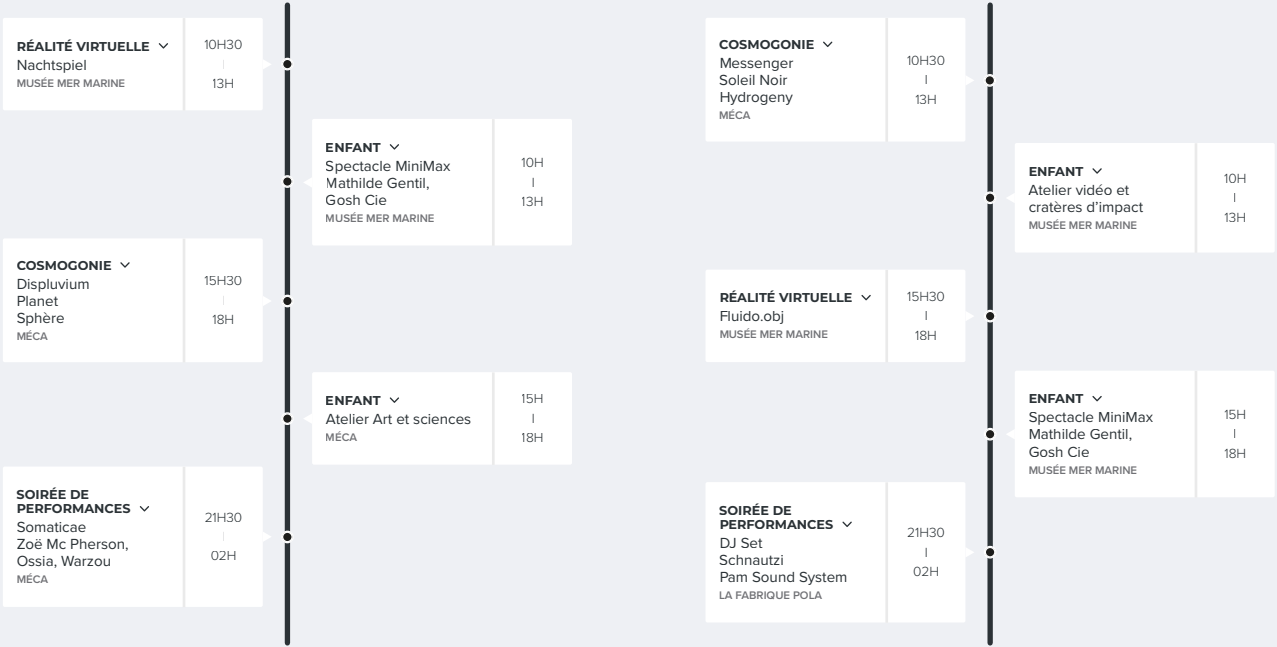 RÉALITÉ VIRTUELLE
Nachtspiel
MUSÉE MER MARINE
10H30
|
13H
ENFANT
Spectacle MiniMax
Mathilde Gentil,
Gosh Cie
MUSÉE MER MARINE
10H
|
13H
COSMOGONIE
Displuvium
Planet
Sphère
MÉCA
15H30
|
18H
ENFANT
Atelier Art et sciences
MÉCA
15H
|
18H
SOIRÉE DE
PERFORMANCES
Somaticae
Zoë Mc Pherson,
Ossia, Warzou
MÉCA
21H30
|
02H
COSMOGONIE
Messenger
Soleil Noir
Hydrogeny
MÉCA
10H30
|
13H
ENFANT
Atelier vidéo et
cratères d'impact
MUSÉE MER MARINE
10H
|
13H
RÉALITÉ VIRTUELLE
Fluido.obj
MUSÉE MER MARINE
15H30
|
18H
ENFANT
Spectacle MiniMax
Mathilde Gentil,
Gosh Cie
MUSÉE MER MARINE
15H
|
18H
SOIRÉE DE
PERFORMANCES
DJ Set
Schnautzi
Pam Sound System
LA FABRIQUE POLA
21H30
|
02H